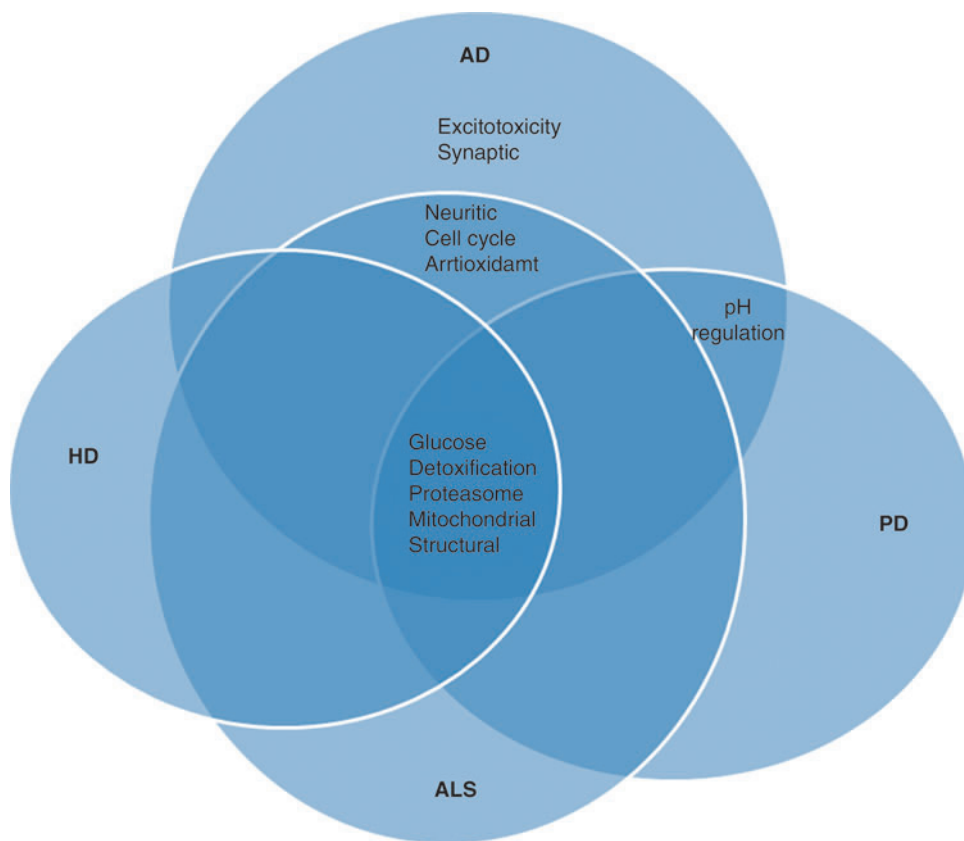 AD
Excitotoxicity
Synaptic
Neuritic
Cell cycle
Arrtioxidamt
pH
regulation
HD
Glucose
Detoxification
Proteasome
Mitochondrial
Structural
PD
ALS